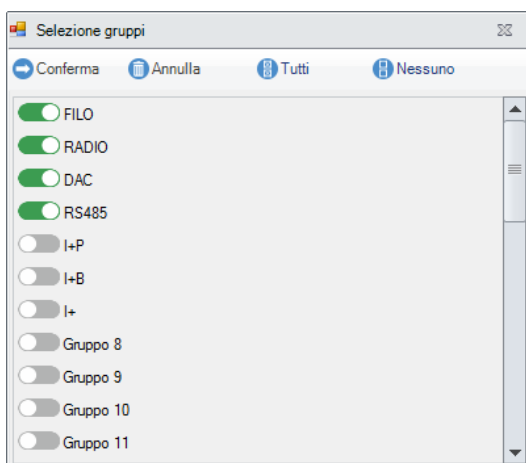 Selezione gruppi
Conferma Annulla Tutti Nessuno
FILO
RADIO
DAC
RS485
I+P
I+B
I+
Gruppo 8
Gruppo 9
Gruppo 10
Gruppo 11